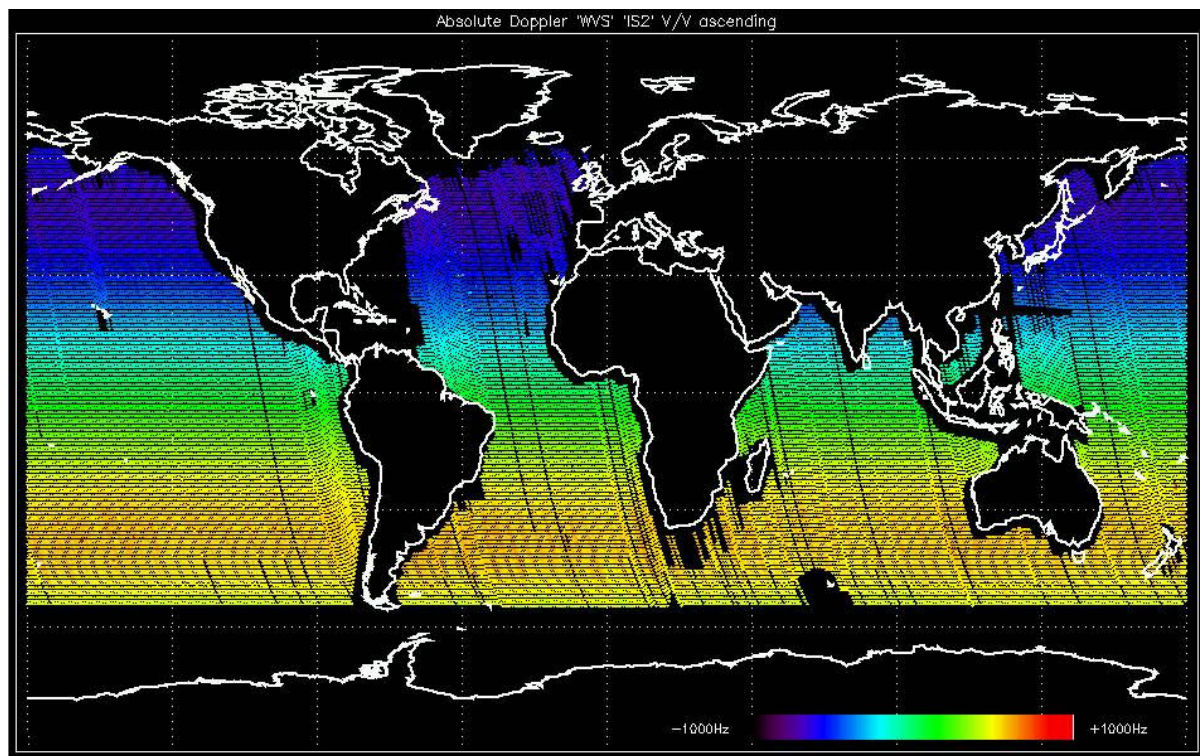 Absolute Doppler 'WVS' 'IS2' V/V ascending
-1000Hz +1000Hz